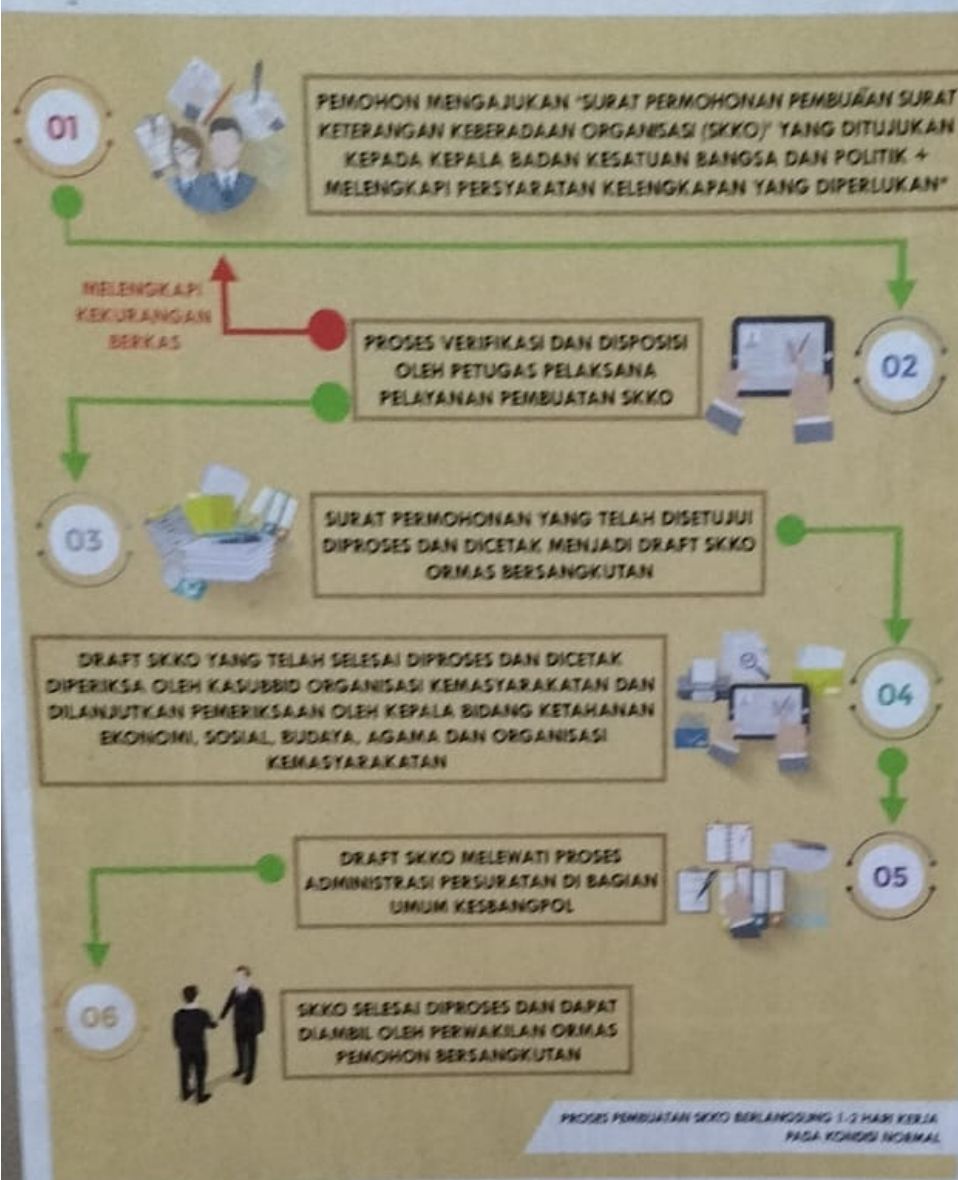 01
PEMOHON MENGAJUKAN "SURAT PERMOHONAN PEMBUAAN SURAT
KETERANGAN KEBERADAAN ORGANISASI (SKKO)" YANG DITUJUKAN
KEPADA KEPALA BADAN KESATUAN BANGSA DAN POLITIK +
MELENGKAPI PERSYARATAN KELENGKAPAN YANG DIPERLUKAN"
MELENGKAPI
KEKURANGAN
BERKAS
PROSES VERIFIKASI DAN DISPOSISI
OLEH PETUGAS PELAKSANA
PELAYANAN PEMBUATAN SKKO
02
03
SURAT PERMOHONAN YANG TELAH DISETUJUI
DIPROSES DAN DICETAK MENJADI DRAFT SKKO
ORMAS BERSANGKUTAN
DRAFT SKKO YANG TELAH SELESAI DIPROSES DAN DICETAK
DIPERIKSA OLEH KASUBBID ORGANISASI KEMASYARAKATAN DAN
DILANJUTKAN PEMERIKSAAN OLEH KEPALA BIDANG KETAHANAN
EKONOMI, SOSIAL, BUDAYA, AGAMA DAN ORGANISASI
KEMASYARAKATAN
04
DRAFT SKKO MELEWATI PROSES
ADMINISTRASI PERSURATAN DI BAGIAN
UMUM KESBANGPOL
05
06
SKKO SELESAI DIPROSES DAN DAPAT
DIAMBIL OLEH PERWAKILAN ORMAS
PEMOHON BERSANGKUTAN
PROSES PEMBUATAN SKKO BERLANGSUNG 1-2 HARI KERJA
PADA KONDISI NORMAL